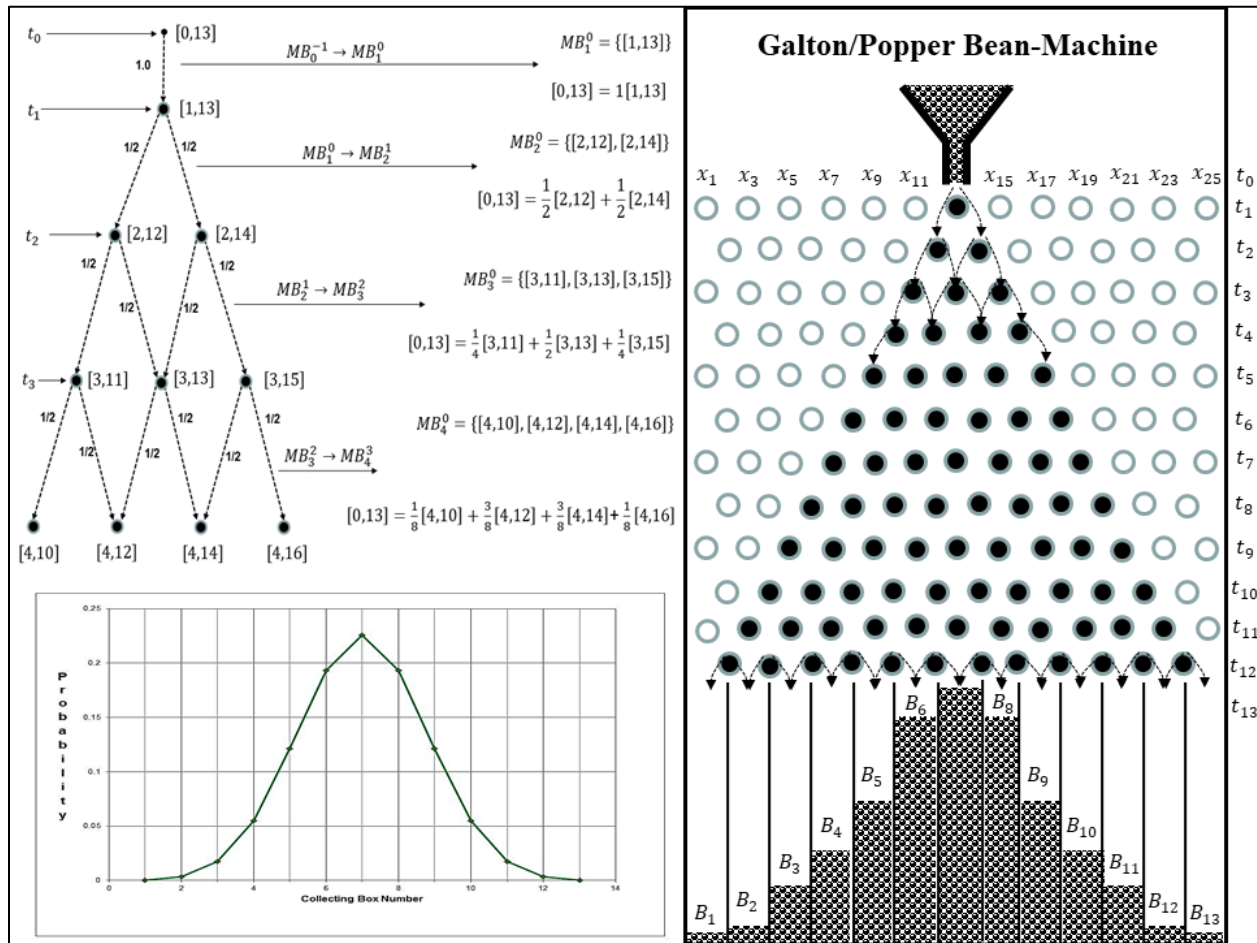 t₀ [0,13]
1.0 MB₀⁻¹ → MB₁⁰ MB₁⁰ = {[1,13]}
[0,13] = 1[1,13]
t₁ [1,13]
1/2 1/2 MB₁⁰ → MB₂¹ MB₂⁰ = {[2,12], [2,14]}
[0,13] = 1/2[2,12] + 1/2[2,14]
t₂ [2,12] [2,14]
1/2 1/2 1/2 1/2 MB₂¹ → MB₃² MB₃⁰ = {[3,11], [3,13], [3,15]}
[0,13] = 1/4[3,11] + 1/2[3,13] + 1/4[3,15]
t₃ [3,11] [3,13] [3,15]
1/2 1/2 1/2 1/2 1/2 1/2 MB₃² → MB₄³ MB₄⁰ = {[4,10], [4,12], [4,14], [4,16]}
[0,13] = 1/8[4,10] + 3/8[4,12] + 3/8[4,14] + 1/8[4,16]
[4,10] [4,12] [4,14] [4,16]
Probability
0.25
0.2
0.15
0.1
0.05
0
0 2 4 6 8 10 12 14
Collecting Box Number
Galton/Popper Bean-Machine
x₁ x₃ x₅ x₇ x₉ x₁₁ x₁₅ x₁₇ x₁₉ x₂₁ x₂₃ x₂₅ t₀
t₁
t₂
t₃
t₄
t₅
t₆
t₇
t₈
t₉
t₁₀
t₁₁
t₁₂
t₁₃
B₆ B₈
B₅ B₉
B₄ B₁₀
B₃ B₁₁
B₁ B₂ B₁₂ B₁₃